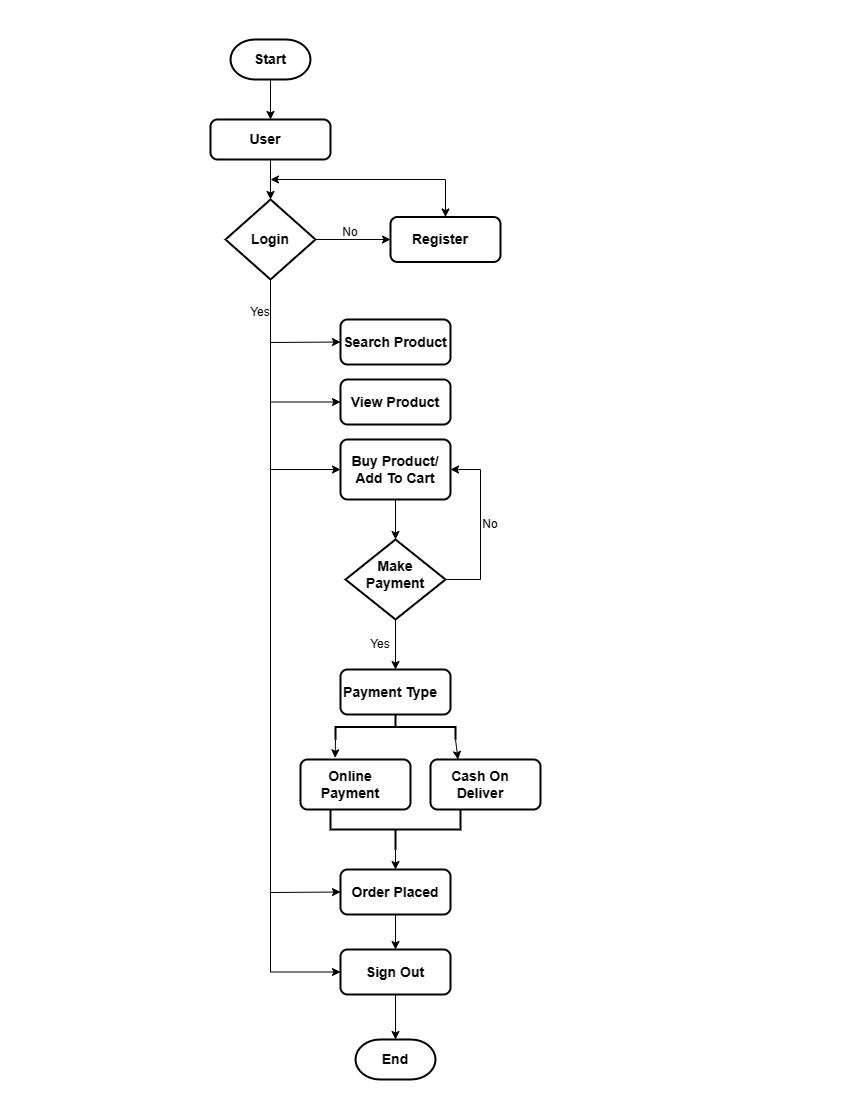 Start
User
Login
No
Register
Yes
Search Product
View Product
Buy Product/
Add To Cart
No
Make
Payment
Yes
Payment Type
Online
Payment
Cash On
Deliver
Order Placed
Sign Out
End